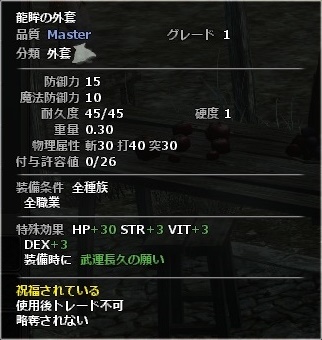 龍眸の外套
品質 Master グレード 1
分類 外套
防御力 15
魔法防御力 10
耐久度 45/45 硬度 1
重量 0.30
物理属性 斬30 打40 突30
付与許容値 0/26
装備条件 全種族
全職業
特殊効果 HP+30 STR+3 VIT+3
DEX+3
装備時に 武運長久の願い
祝福されている
使用後トレード不可
略奪されない